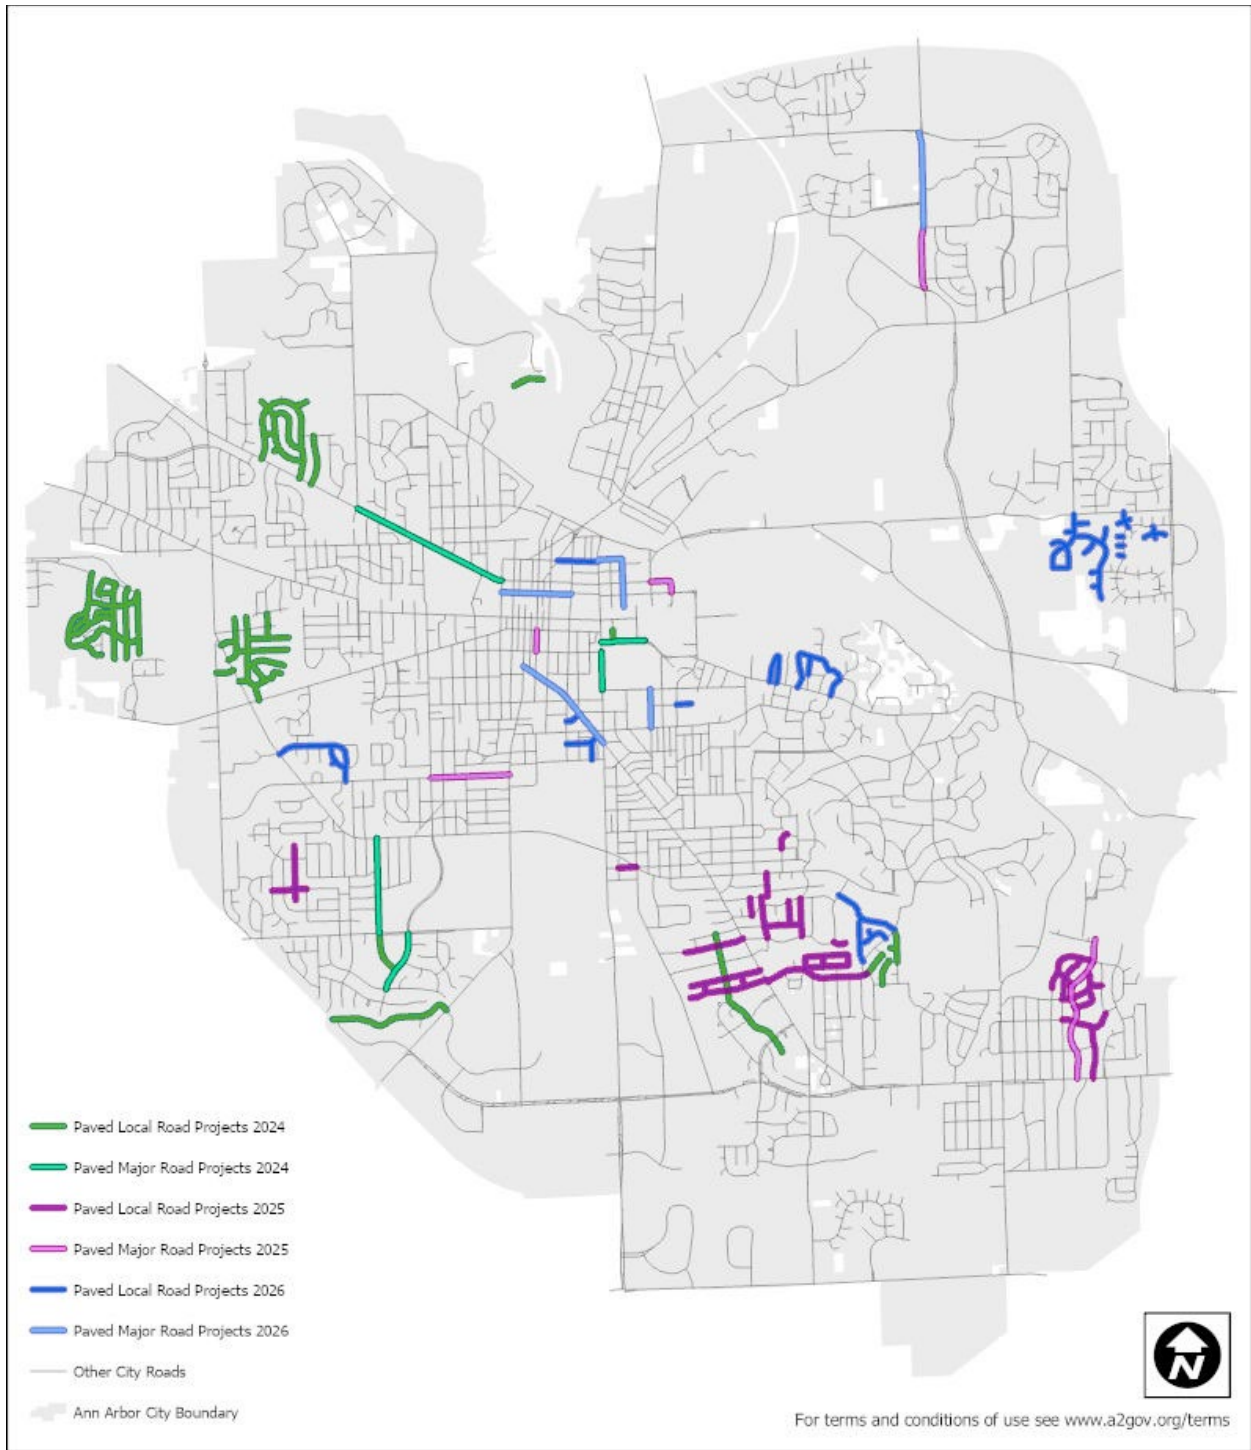 Paved Local Road Projects 2024
Paved Major Road Projects 2024
Paved Local Road Projects 2025
Paved Major Road Projects 2025
Paved Local Road Projects 2026
Paved Major Road Projects 2026
Other City Roads
Ann Arbor City Boundary
N
For terms and conditions of use see www.a2gov.org/terms